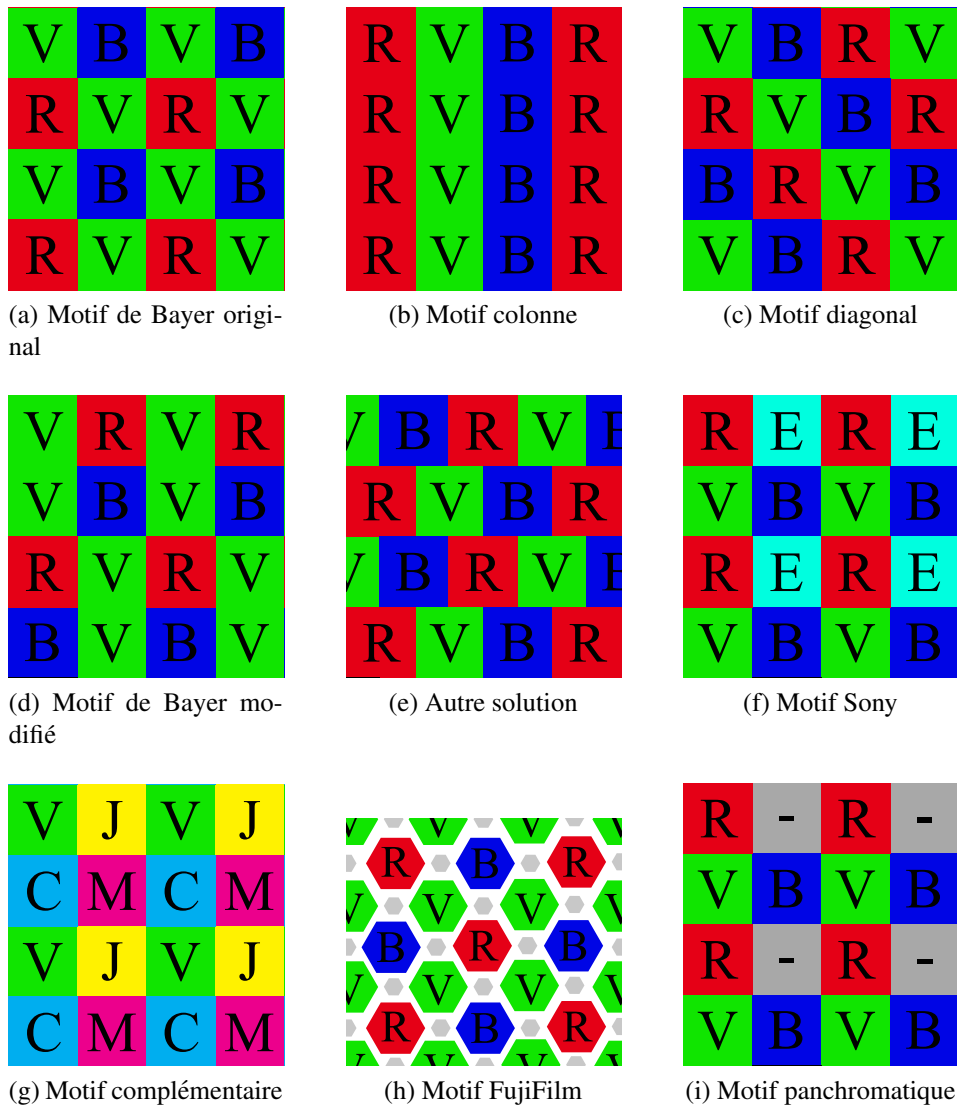 V B V B
R V R V
V B V B
R V R V
(a) Motif de Bayer origi-
nal
R V B R
R V B R
R V B R
R V B R
(b) Motif colonne
V B R V
R V B R
B R V B
V B R V
(c) Motif diagonal
V R V R
V B V B
R V R V
B V B V
(d) Motif de Bayer mo-
difié
V B R V B
R V B R
V B R V B
R V B R
(e) Autre solution
R E R E
V B V B
R E R E
V B V B
(f) Motif Sony
V J V J
C M C M
V J V J
C M C M
(g) Motif complémentaire
V V V V
R B R
V V V V
B R B
V V V V
R B R
V V V V
(h) Motif FujiFilm
R - R -
V B V B
R - R -
V B V B
(i) Motif panchromatique